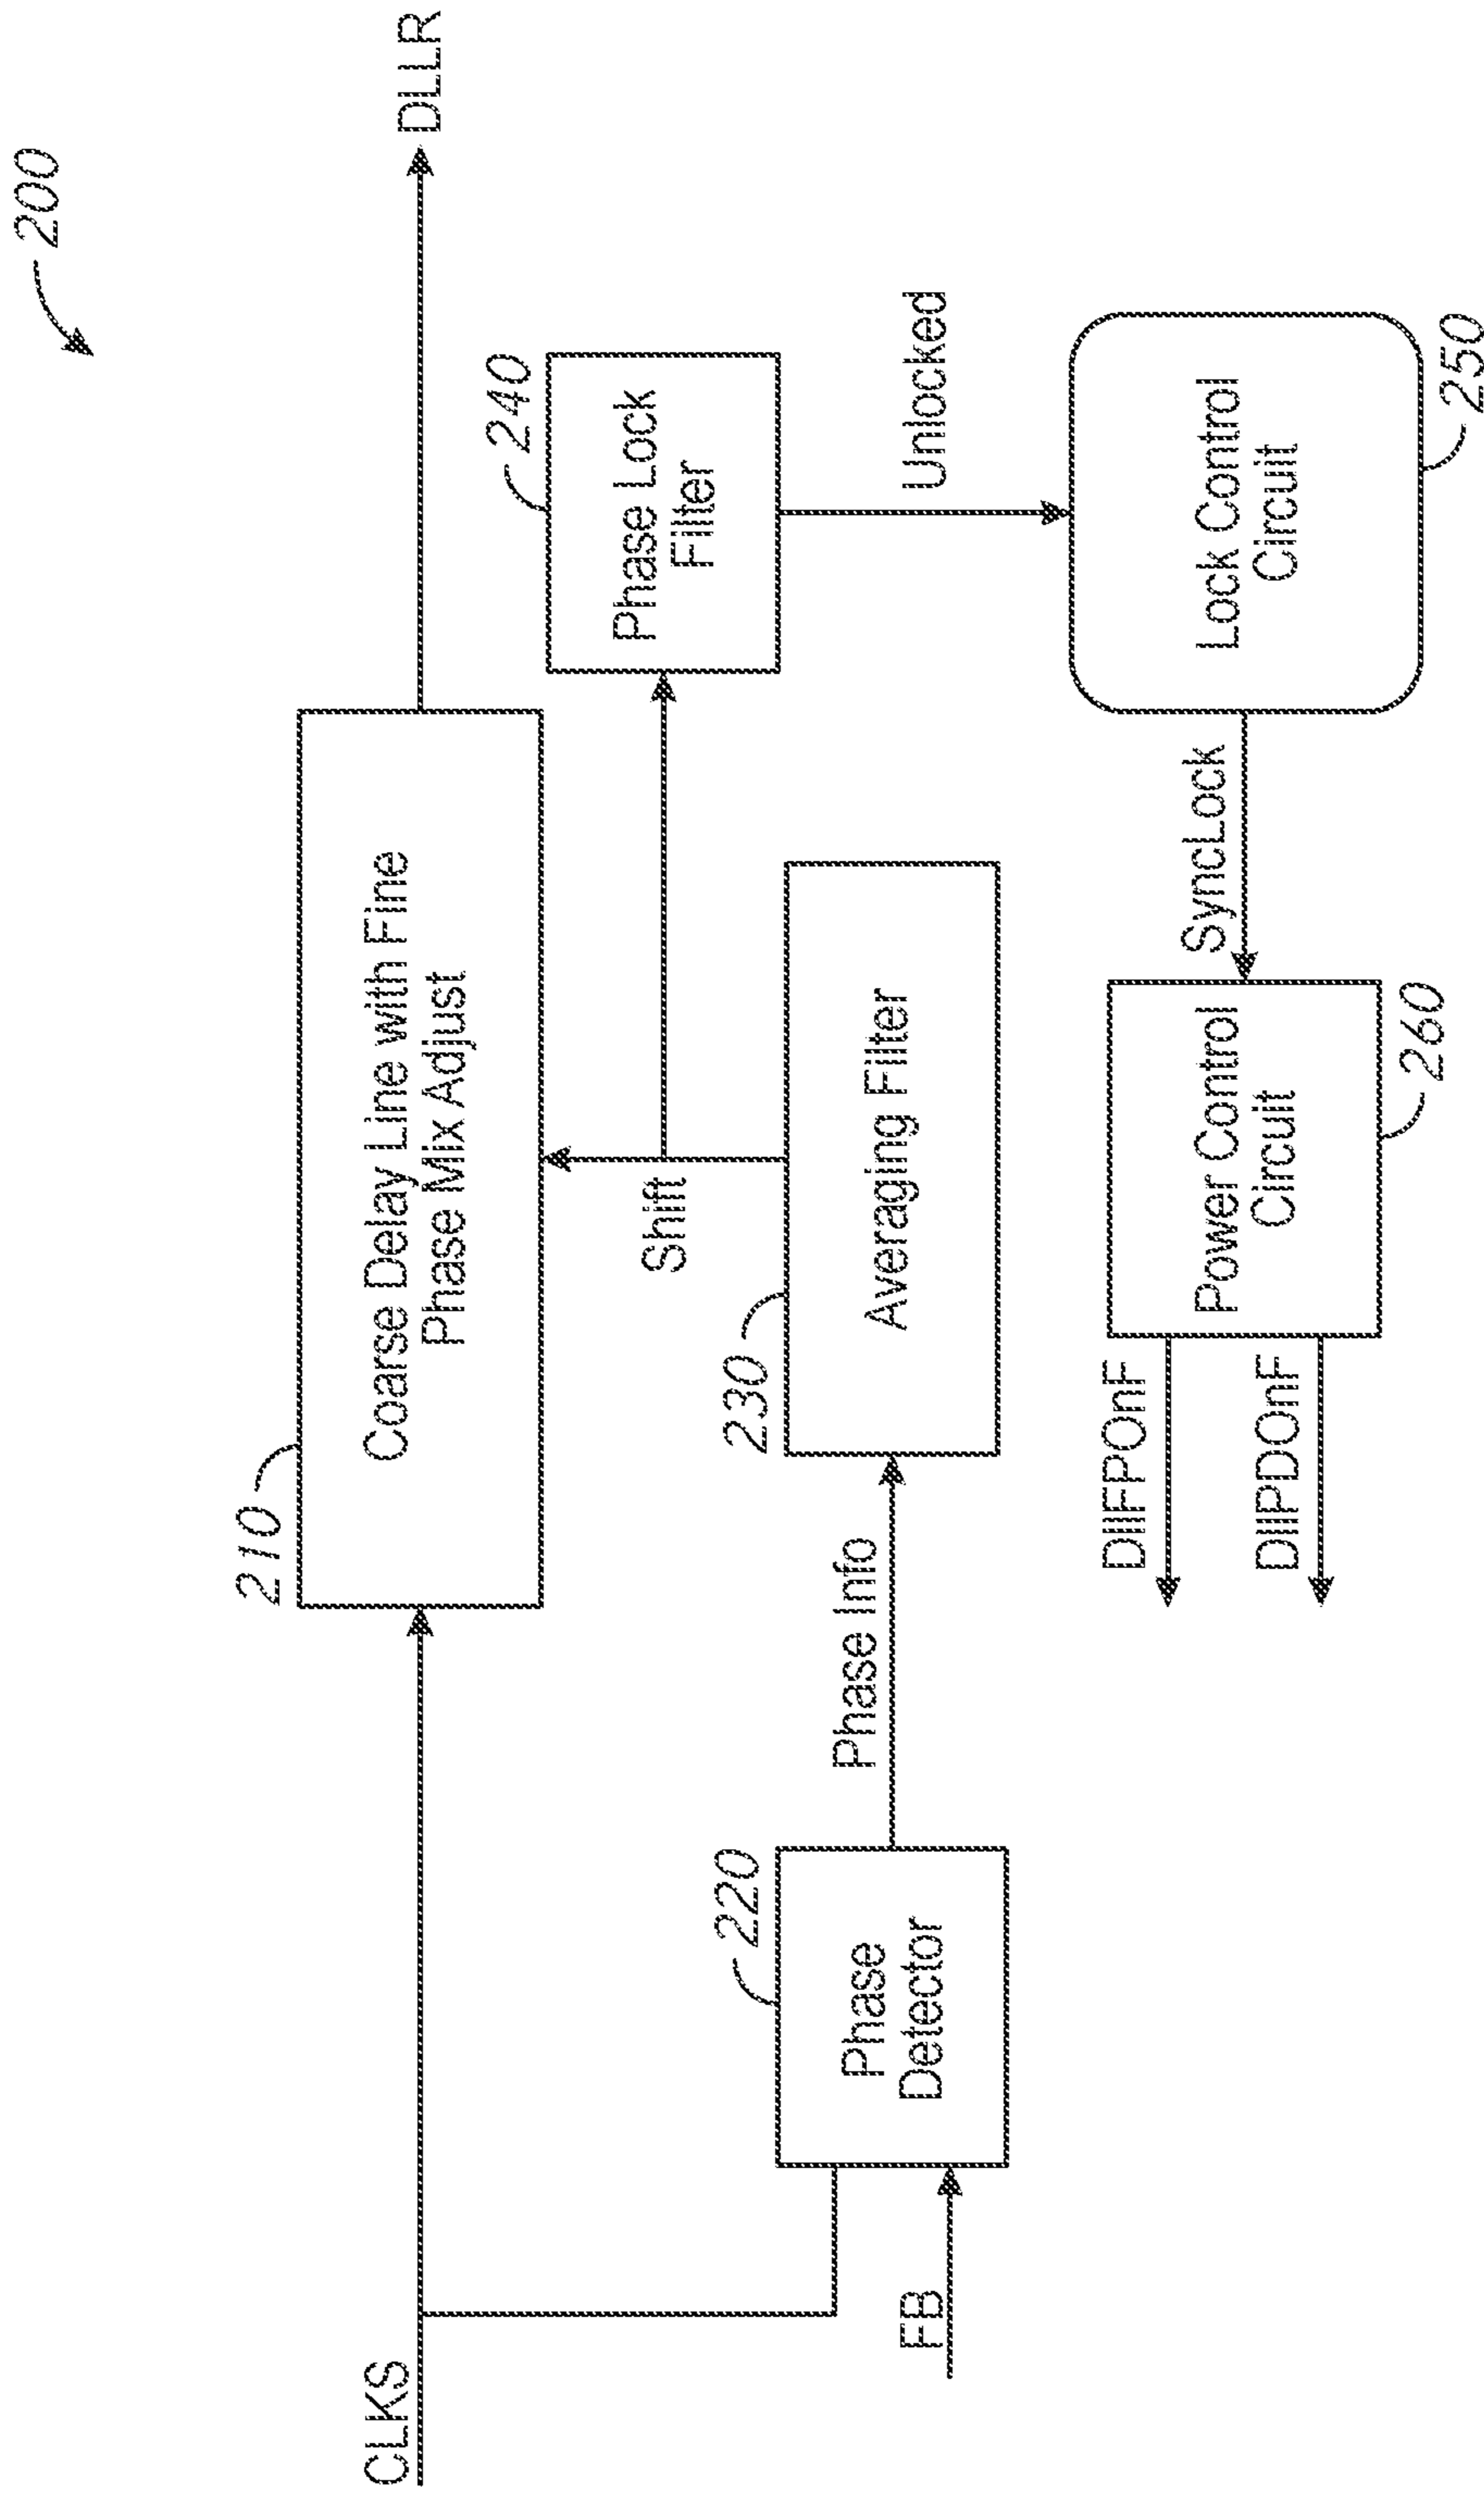 200
CLKS
DLLR
210
Coarse Delay Line with Fine
Phase Mix Adjust
240
Phase Lock
Filter
Shift
220
Phase
Detector
FB
Phase Info
230
Averaging Filter
Unlocked
DllFPOnF
DllPDOnF
Power Control
Circuit
260
SyncLock
Lock Control
Circuit
250